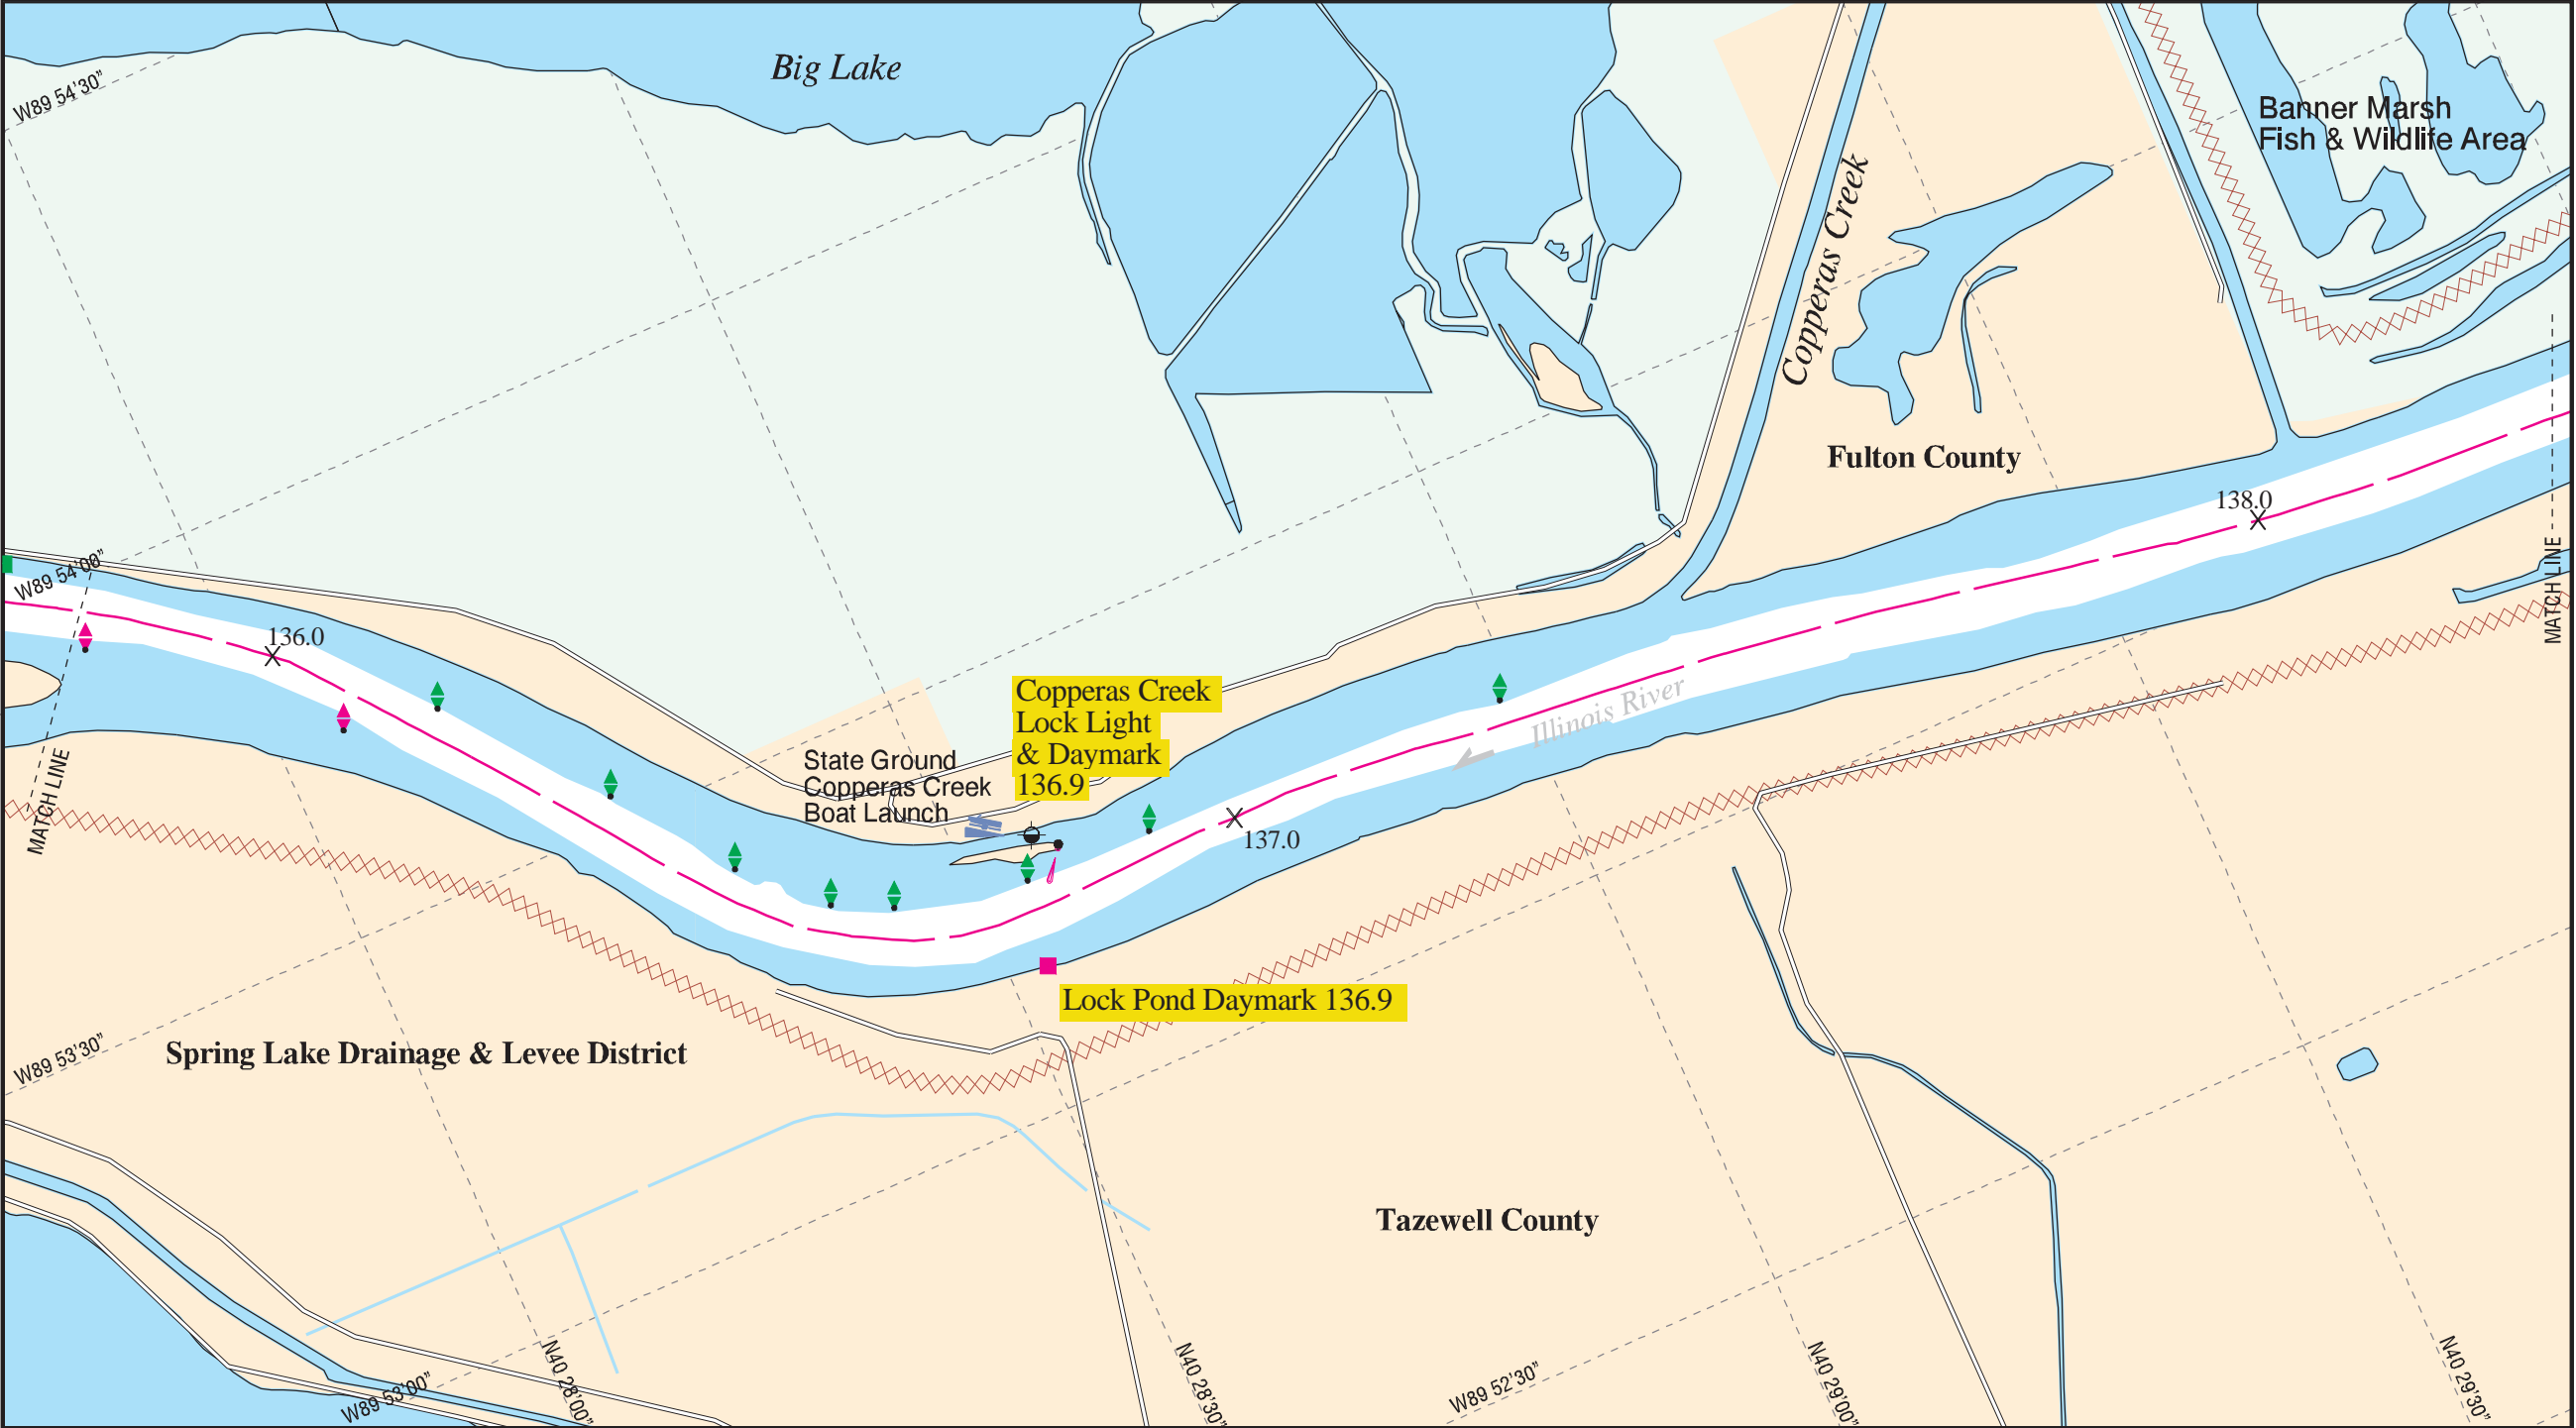 Big Lake
W89 54'30"
Banner Marsh
Fish & Wildlife Area
Copperas Creek
Fulton County
138.0
MATCH LINE
W89 54'00"
136.0
Copperas Creek
Lock Light
& Daymark
136.9
Illinois River
State Ground
Copperas Creek
Boat Launch
MATCH LINE
137.0
Lock Pond Daymark 136.9
W89 53'30"
Spring Lake Drainage & Levee District
Tazewell County
W89 53'00"
N40 28'00"
N40 28'30"
W89 52'30"
N40 29'00"
N40 29'30"